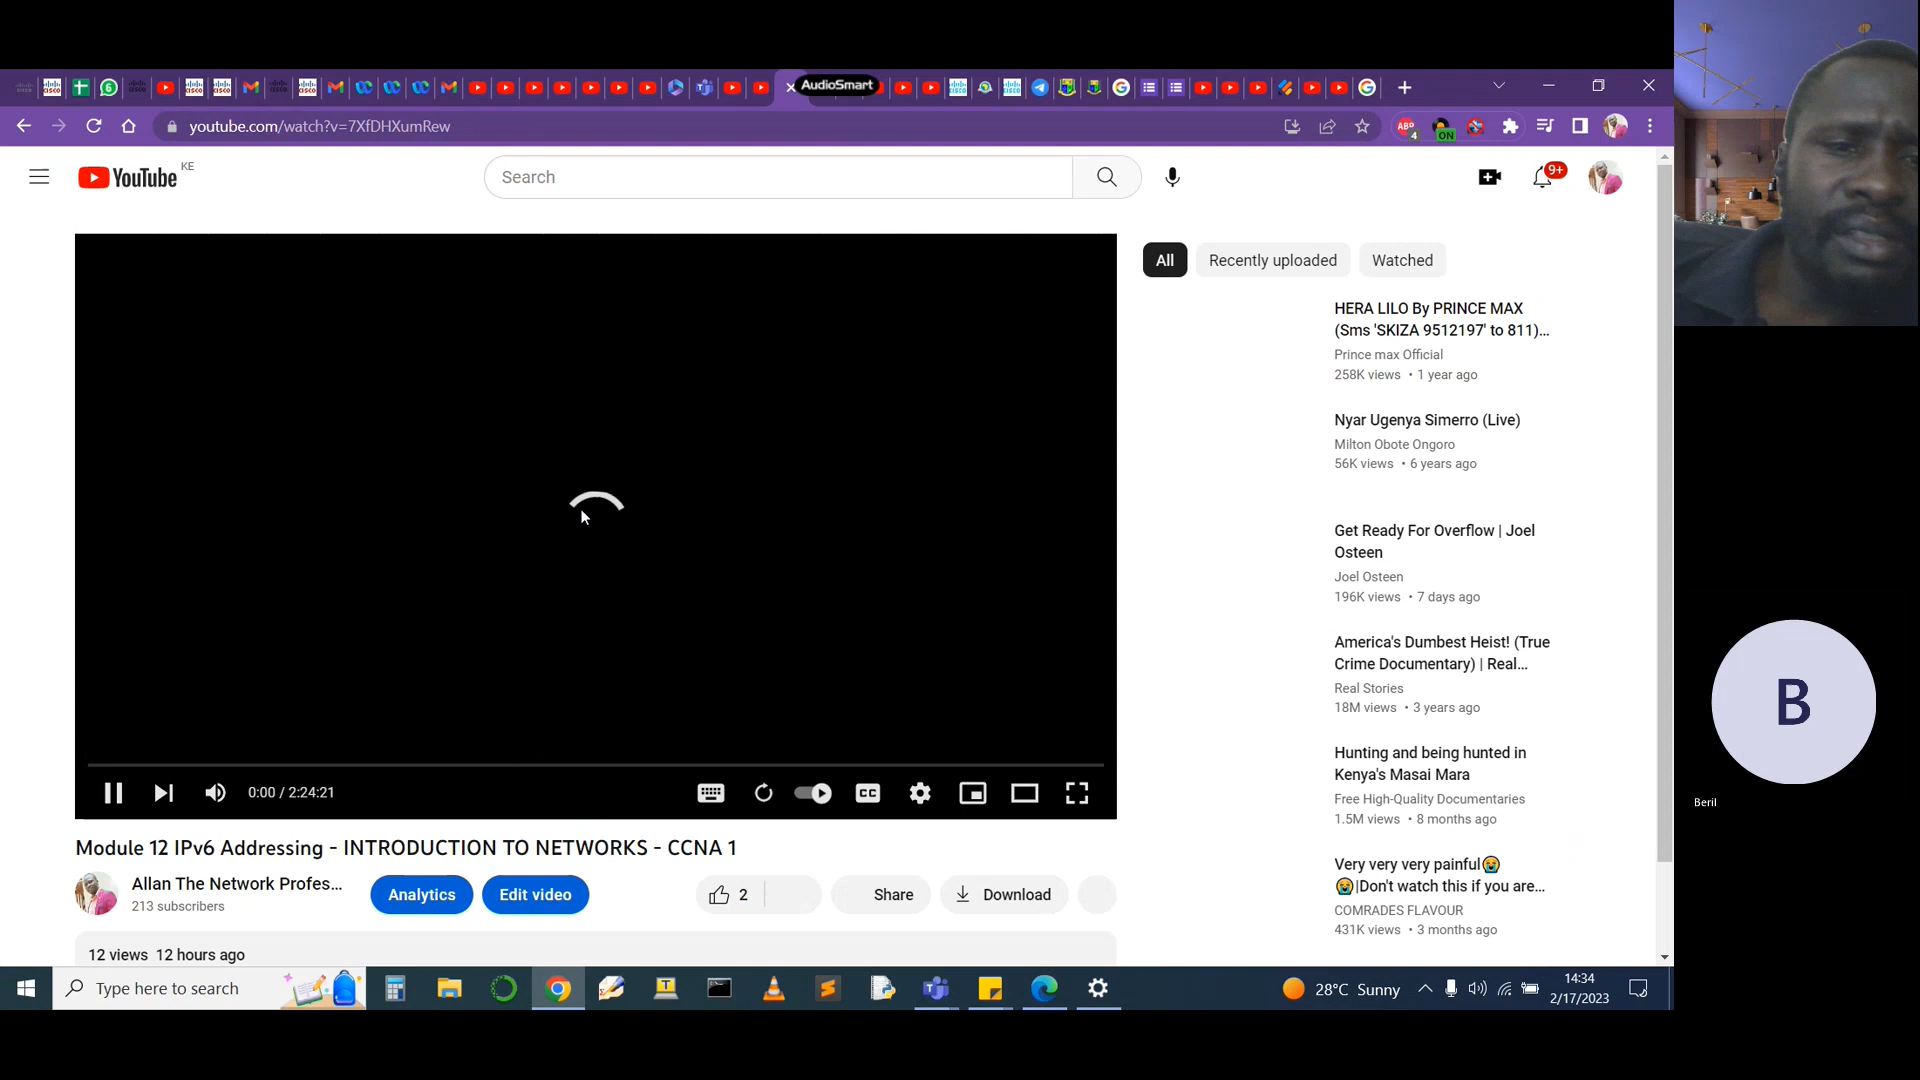 AudioSmart
youtube.com/watch?v=7XfDHXumRew
ABP
4
ON
YouTube
KE
Search
9+
All
Recently uploaded
Watched
HERA LILO By PRINCE MAX
(Sms 'SKIZA 9512197' to 811)...
Prince max Official
258K views • 1 year ago
Nyar Ugenya Simerro (Live)
Milton Obote Ongoro
56K views • 6 years ago
Get Ready For Overflow | Joel
Osteen
Joel Osteen
196K views • 7 days ago
America's Dumbest Heist! (True
Crime Documentary) | Real...
Real Stories
18M views • 3 years ago
Hunting and being hunted in
Kenya's Masai Mara
Free High-Quality Documentaries
1.5M views • 8 months ago
Very very very painful😭
😭|Don't watch this if you are...
COMRADES FLAVOUR
431K views • 3 months ago
0:00 / 2:24:21
CC
Module 12 IPv6 Addressing - INTRODUCTION TO NETWORKS - CCNA 1
Allan The Network Profes...
213 subscribers
Analytics
Edit video
2
Share
Download
12 views 12 hours ago
B
Beril
Type here to search
28°C Sunny
14:34
2/17/2023